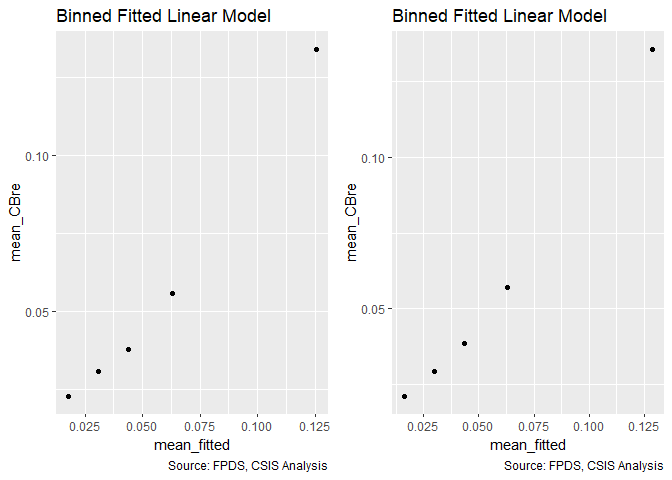 Binned Fitted Linear Model
mean_CBre
0.10
0.05
0.025
0.050
0.075
0.100
0.125
mean_fitted
Source: FPDS, CSIS Analysis
Binned Fitted Linear Model
mean_CBre
0.10
0.05
0.025
0.050
0.075
0.100
0.125
mean_fitted
Source: FPDS, CSIS Analysis